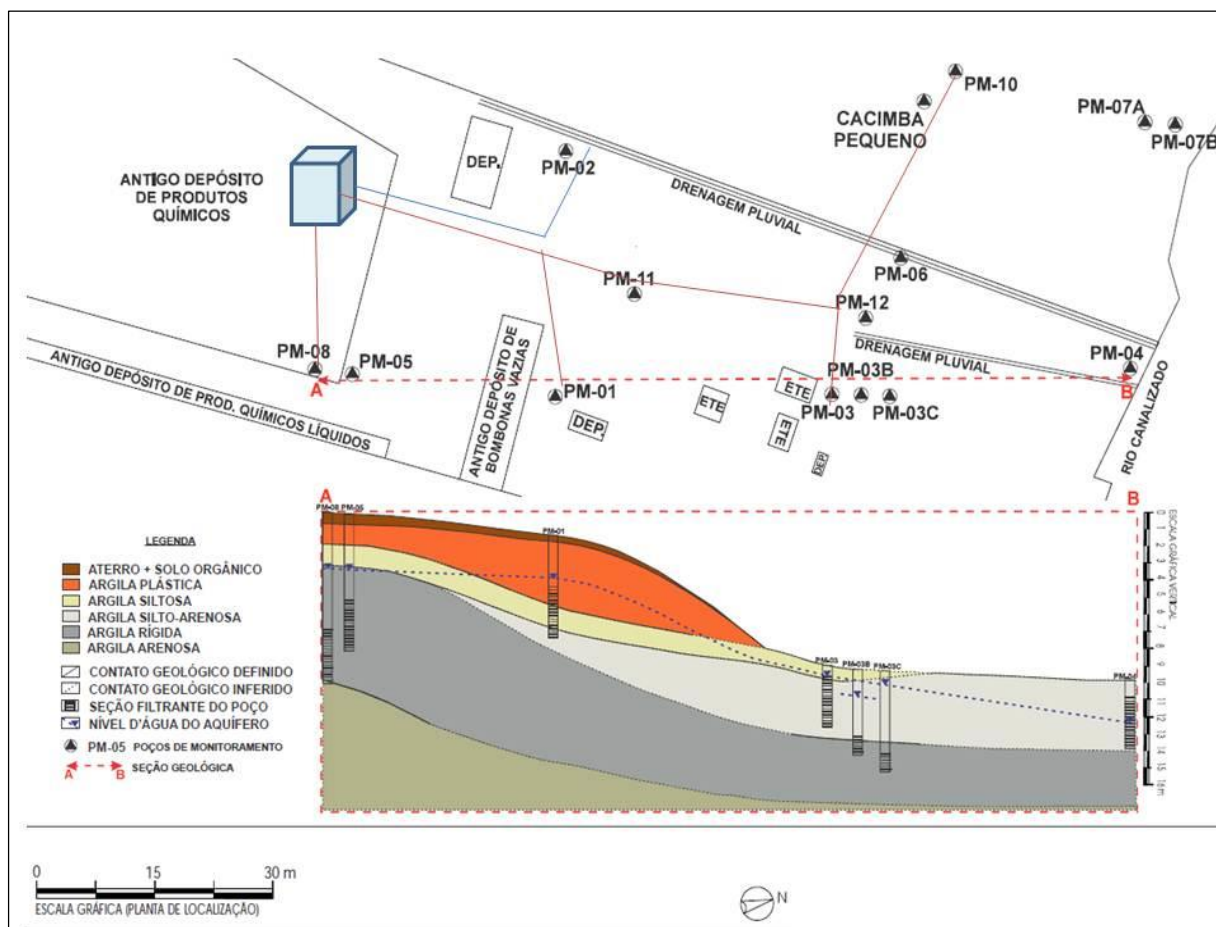 PM-10
CACIMBA
PEQUENO
PM-07A
PM-07B
DEP.
PM-02
ANTIGO DEPÓSITO
DE PRODUTOS
QUÍMICOS
DRENAGEM PLUVIAL
PM-06
PM-11
PM-12
DRENAGEM PLUVIAL
PM-04
PM-08
PM-05
A
ANTIGO DEPÓSITO DE PROD. QUÍMICOS LÍQUIDOS
ANTIGO DEPÓSITO DE
BOMBONAS VAZIAS
PM-01
DEP.
ETE
ETE
ETE
DEP.
PM-03B
PM-03
PM-03C
B
RIO CANALIZADO
A
B
PM-08
PM-05
PM-01
PM-03
PM-03B
PM-03C
PM-04
0
1
2
3
4
5
6
7
8
9
10
11
12
13
14
15
16m
ESCALA GRÁFICA VERTICAL
LEGENDA
ATERRO + SOLO ORGÂNICO
ARGILA PLÁSTICA
ARGILA SILTOSA
ARGILA SILTO-ARENOSA
ARGILA RÍGIDA
ARGILA ARENOSA
CONTATO GEOLÓGICO DEFINIDO
CONTATO GEOLÓGICO INFERIDO
SEÇÃO FILTRANTE DO POÇO
NÍVEL D'ÁGUA DO AQUÍFERO
PM-05 POÇOS DE MONITORAMENTO
A B SEÇÃO GEOLÓGICA
0 15 30 m
ESCALA GRÁFICA (PLANTA DE LOCALIZAÇÃO)
N